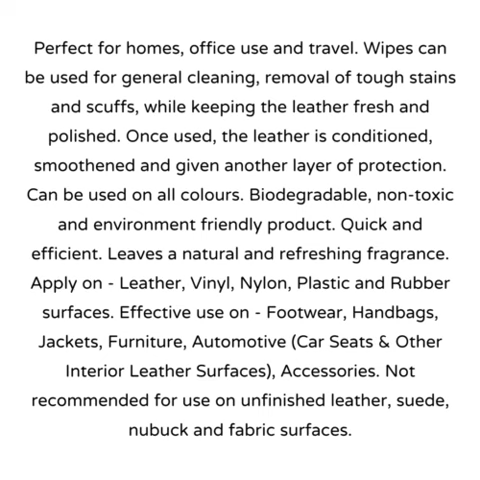 Perfect for homes, office use and travel. Wipes can
be used for general cleaning, removal of tough stains
and scuffs, while keeping the leather fresh and
polished. Once used, the leather is conditioned,
smoothened and given another layer of protection.
Can be used on all colours. Biodegradable, non-toxic
and environment friendly product. Quick and
efficient. Leaves a natural and refreshing fragrance.
Apply on - Leather, Vinyl, Nylon, Plastic and Rubber
surfaces. Effective use on - Footwear, Handbags,
Jackets, Furniture, Automotive (Car Seats & Other
Interior Leather Surfaces), Accessories. Not
recommended for use on unfinished leather, suede,
nubuck and fabric surfaces.